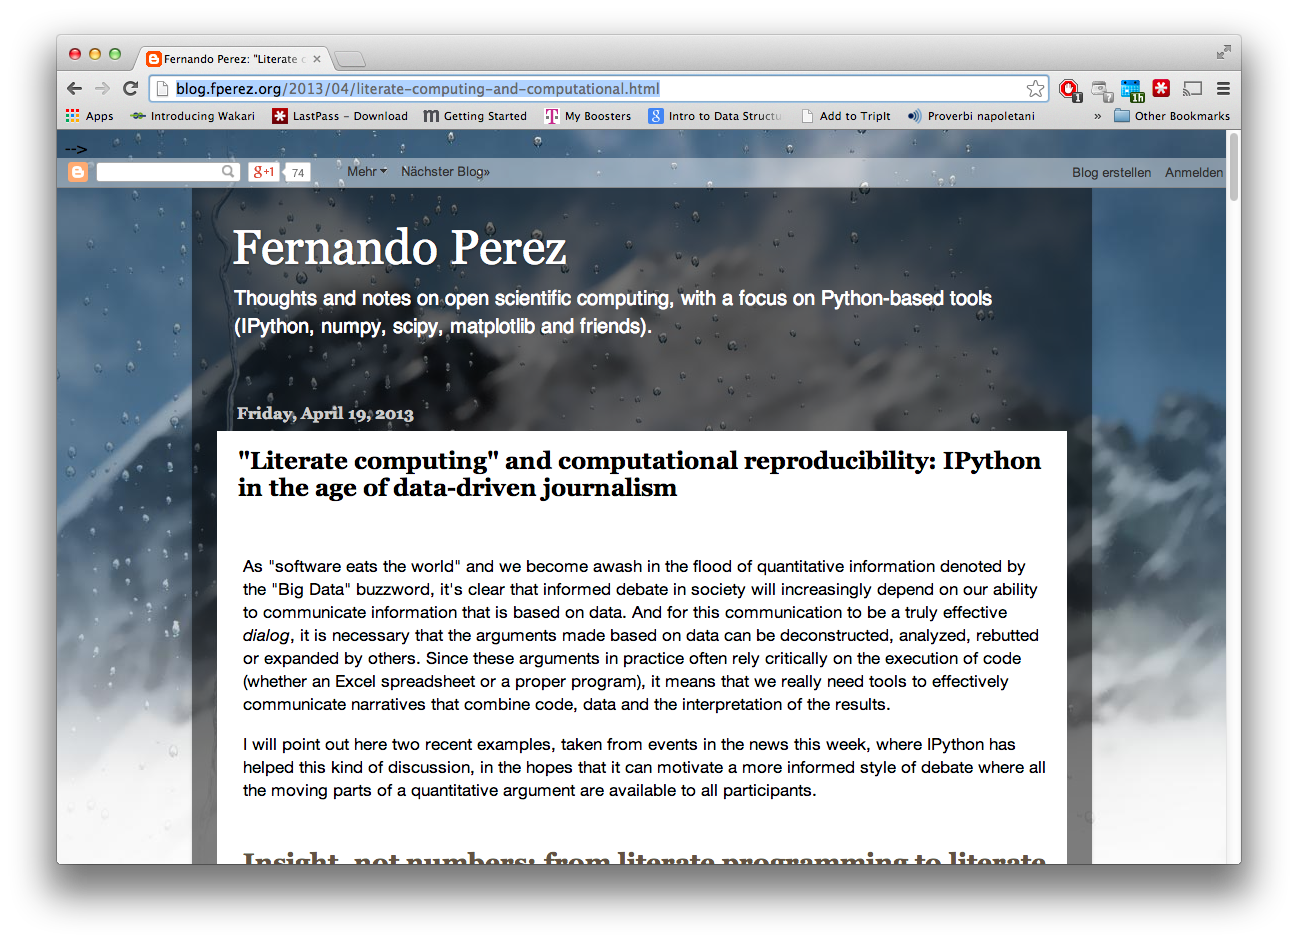 Fernando Perez: "Literate c
blog.fperez.org/2013/04/literate-computing-and-computational.html
1 7 1h
Apps Introducing Wakari LastPass – Download Getting Started My Boosters Intro to Data Structu Add to TripIt Proverbi napoletani » Other Bookmarks
-->
g+1 74 Mehr Nächster Blog» Blog erstellen Anmelden
Fernando Perez
Thoughts and notes on open scientific computing, with a focus on Python-based tools
(IPython, numpy, scipy, matplotlib and friends).
Friday, April 19, 2013
"Literate computing" and computational reproducibility: IPython
in the age of data-driven journalism
As "software eats the world" and we become awash in the flood of quantitative information denoted by
the "Big Data" buzzword, it's clear that informed debate in society will increasingly depend on our ability
to communicate information that is based on data. And for this communication to be a truly effective
dialog, it is necessary that the arguments made based on data can be deconstructed, analyzed, rebutted
or expanded by others. Since these arguments in practice often rely critically on the execution of code
(whether an Excel spreadsheet or a proper program), it means that we really need tools to effectively
communicate narratives that combine code, data and the interpretation of the results.
I will point out here two recent examples, taken from events in the news this week, where IPython has
helped this kind of discussion, in the hopes that it can motivate a more informed style of debate where all
the moving parts of a quantitative argument are available to all participants.
Insight, not numbers: from literate programming to literate